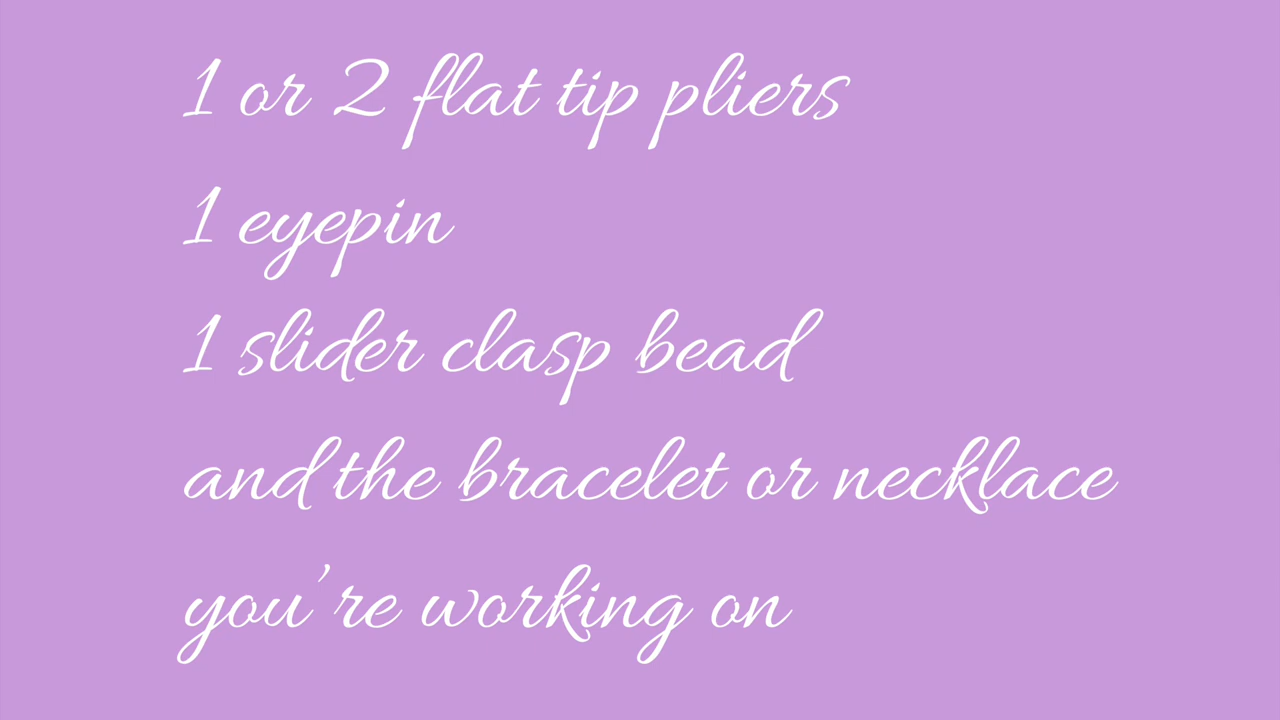 1 or 2 flat tip pliers
1 eyepin
1 slider clasp bead
and the bracelet or necklace
you’re working on